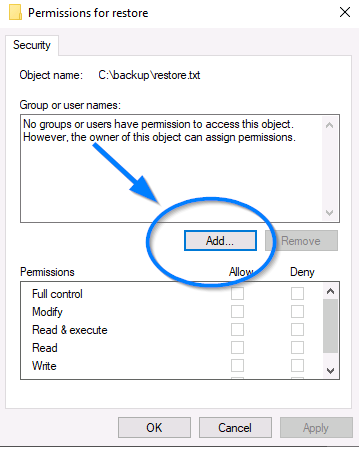 Permissions for restore
Security
Object name: C:\backup\restore.txt
Group or user names:
No groups or users have permission to access this object.
However, the owner of this object can assign permissions.
Add... Remove
Permissions Allow Deny
Full control
Modify
Read & execute
Read
Write
OK Cancel Apply